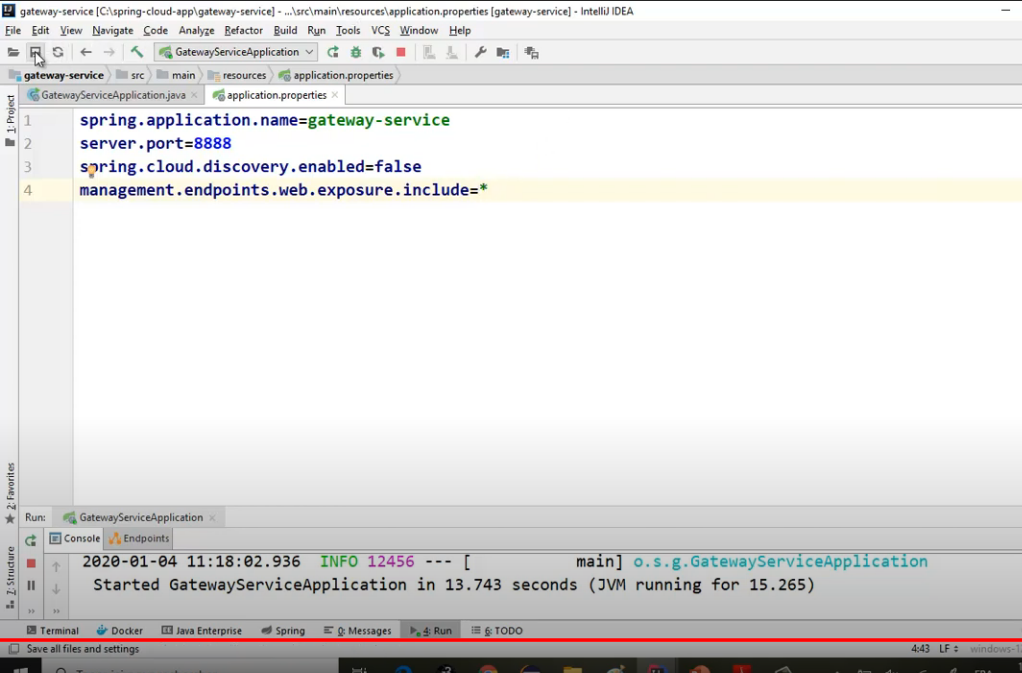 gateway-service [C:\spring-cloud-app\gateway-service] - ...\src\main\resources\application.properties [gateway-service] - IntelliJ IDEA
File Edit View Navigate Code Analyze Refactor Build Run Tools VCS Window Help
GatewayServiceApplication
gateway-service src main resources application.properties
GatewayServiceApplication.java application.properties
1: Project
1 spring.application.name=gateway-service
2 server.port=8888
3 spring.cloud.discovery.enabled=false
4 management.endpoints.web.exposure.include=*
2: Favorites
Run: GatewayServiceApplication
Console Endpoints
Z: Structure
2020-01-04 11:18:02.936 INFO 12456 --- [ main] o.s.g.GatewayServiceApplication
Started GatewayServiceApplication in 13.743 seconds (JVM running for 15.265)
Terminal Docker Java Enterprise Spring 0: Messages 4: Run 6: TODO
Save all files and settings 4:43 LF windows-1